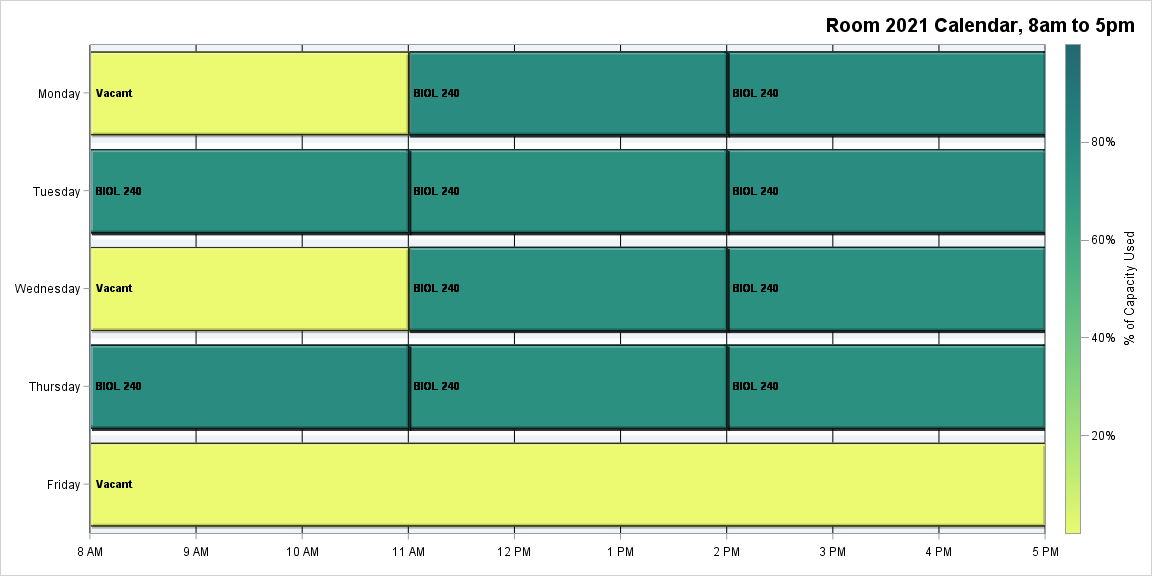 Room 2021 Calendar, 8am to 5pm
Monday
Vacant
BIOL 240
BIOL 240
Tuesday
BIOL 240
BIOL 240
BIOL 240
Wednesday
Vacant
BIOL 240
BIOL 240
Thursday
BIOL 240
BIOL 240
BIOL 240
Friday
Vacant
8 AM
9 AM
10 AM
11 AM
12 PM
1 PM
2 PM
3 PM
4 PM
5 PM
80%
60%
40%
20%
% of Capacity Used